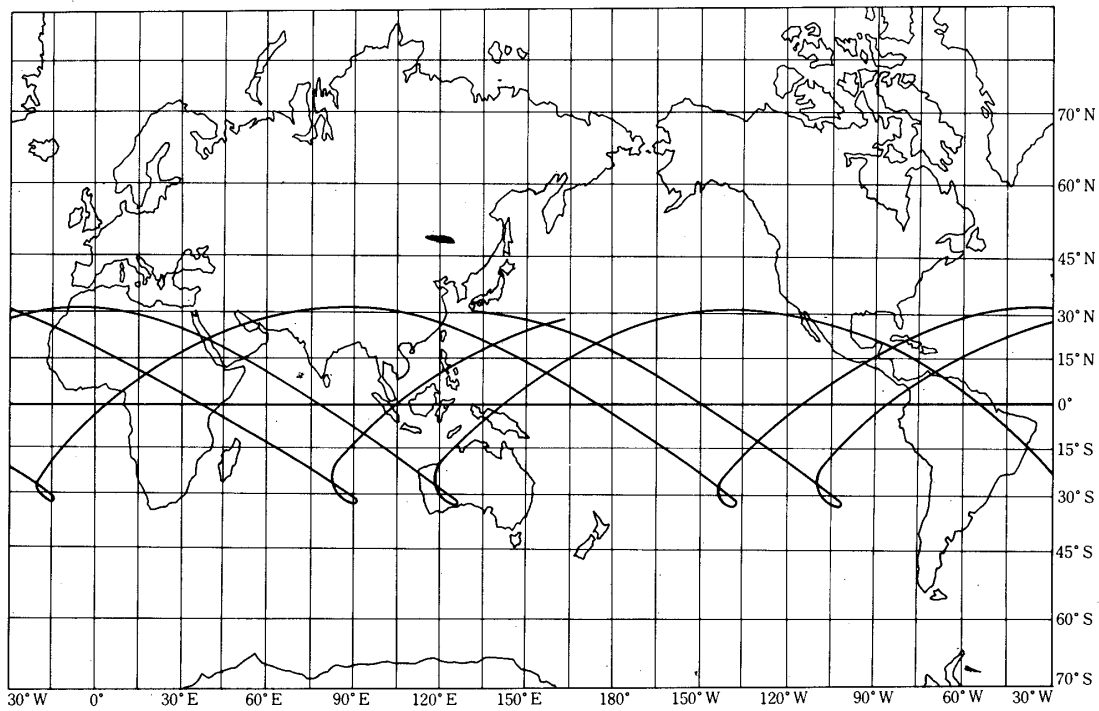 70° N
60° N
45° N
30° N
15° N
0°
15° S
30° S
45° S
60° S
70° S
30° W
0°
30° E
60° E
90° E
120° E
150° E
180°
150° W
120° W
90° W
60° W
30° W